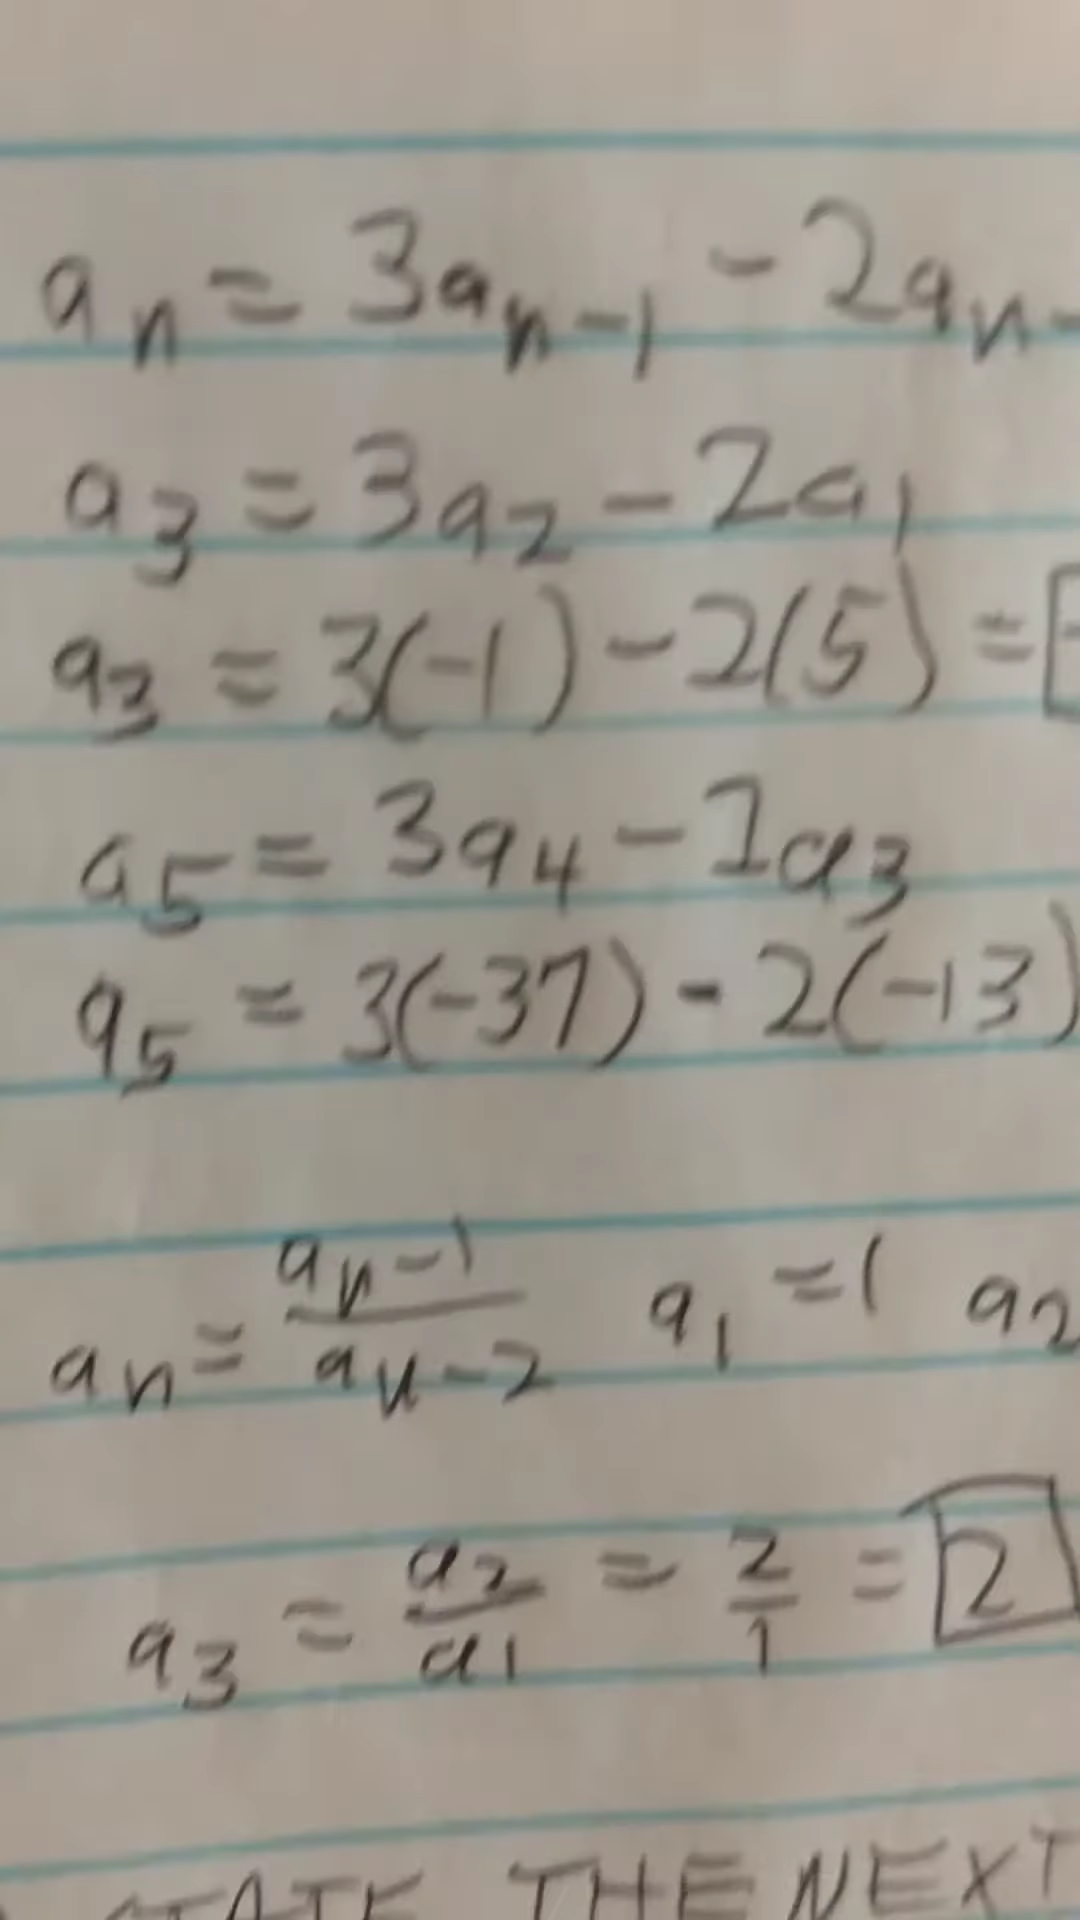 aₙ = 3aₙ₋₁ - 2aₙ₋
a₃ = 3a₂ - 2a₁
a₃ = 3(-1) - 2(5) =
a₅ = 3a₄ - 2a₃
a₅ = 3(-37) - 2(-13)
aₙ = aₙ₋₁/aₙ₋₂ a₁ = 1 a₂
a₃ = a₂/a₁ = 2/1 = 2
STATE THE NEXT